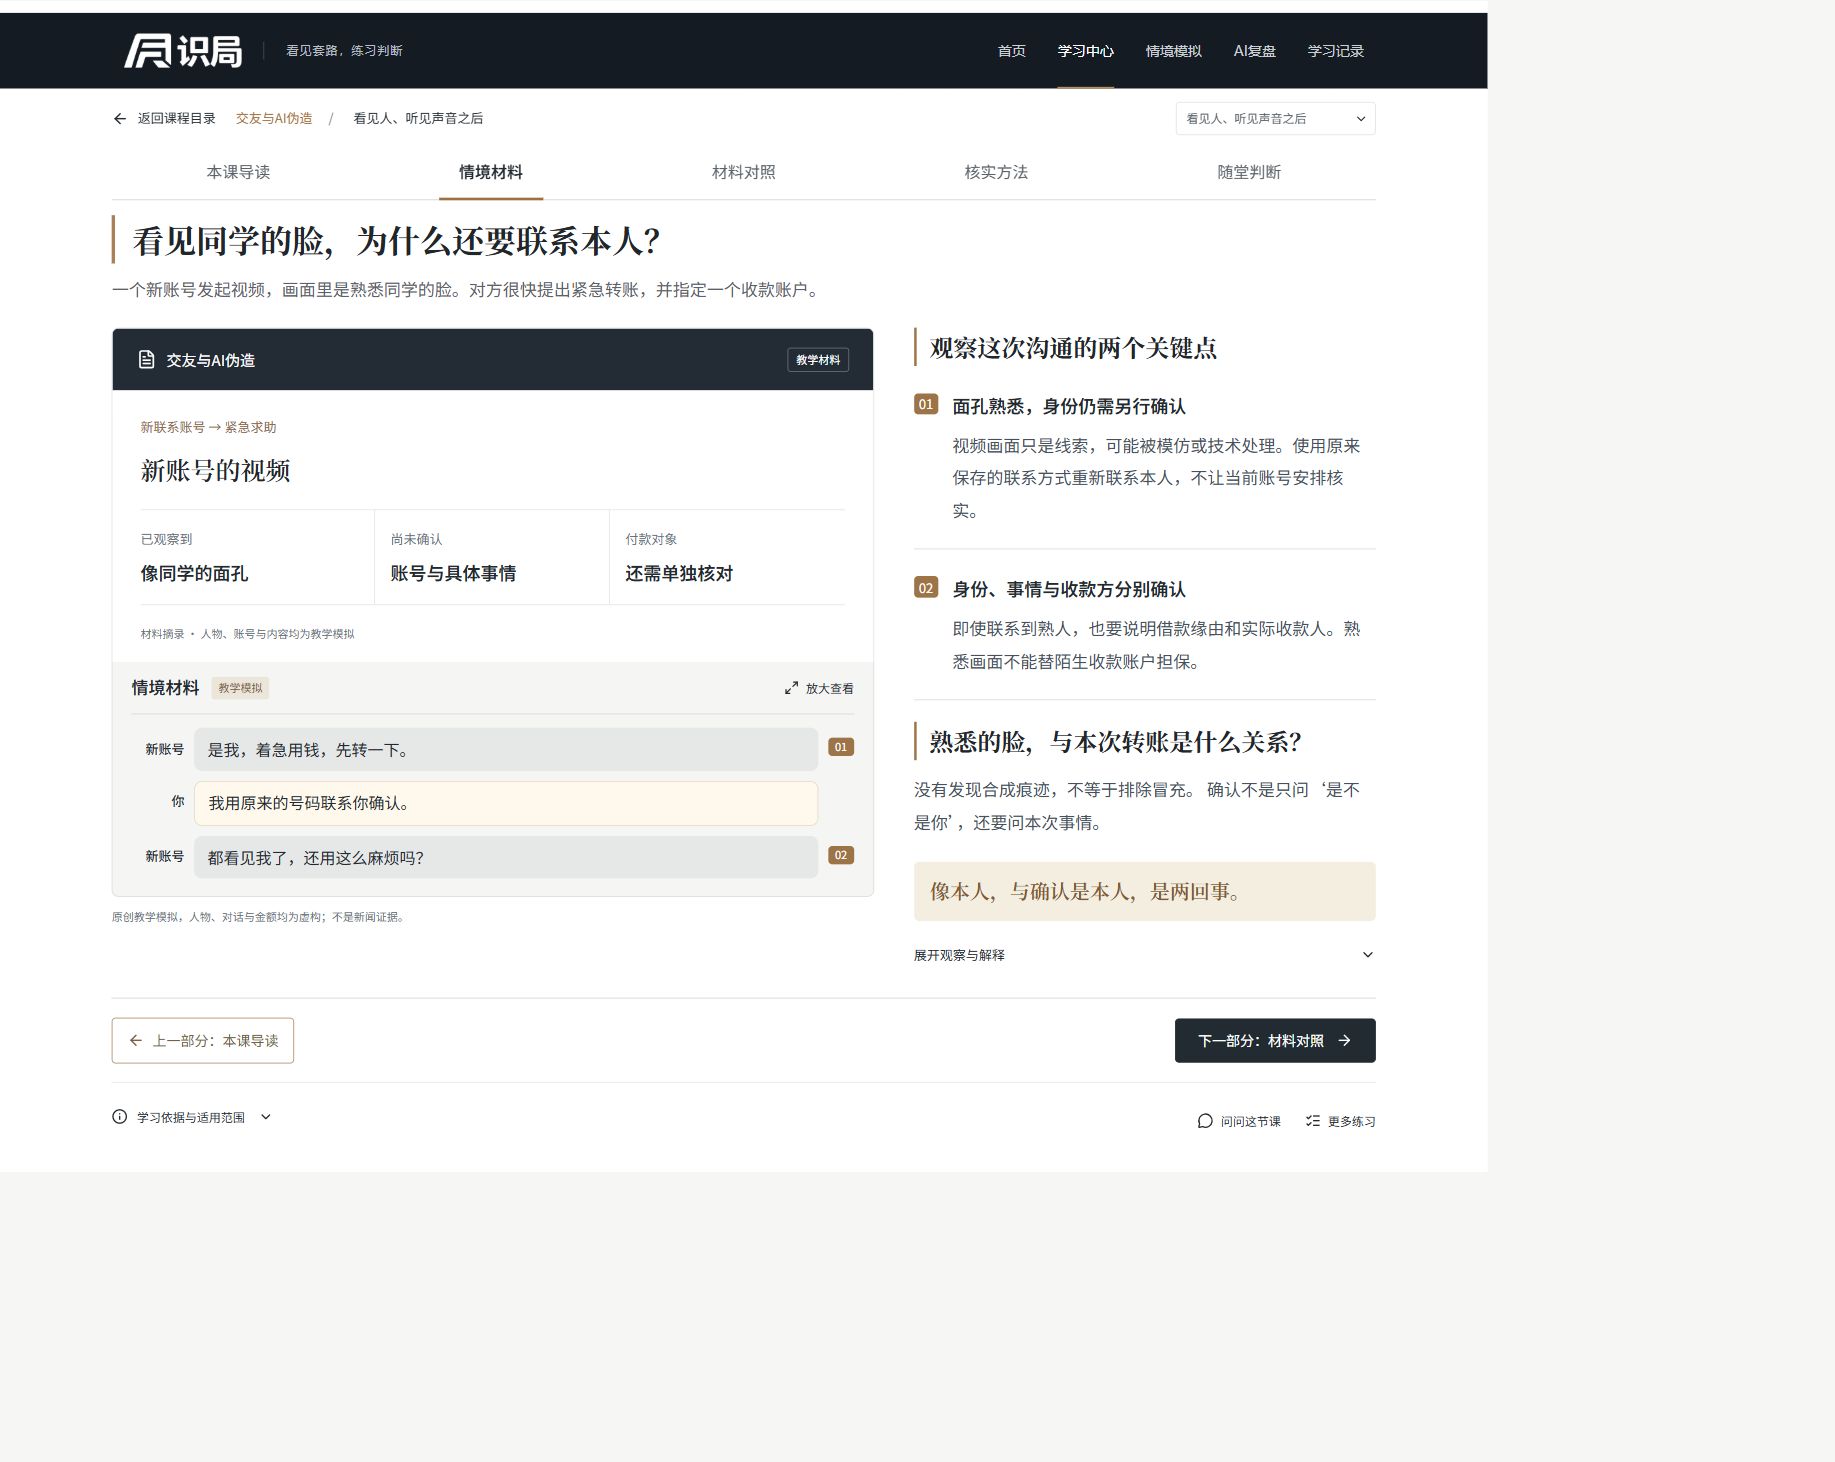 识局
看见套路，练习判断
首页
学习中心
情境模拟
AI复盘
学习记录
返回课程目录
交友与AI伪造
/
看见人、听见声音之后
看见人、听见声音之后
本课导读
情境材料
材料对照
核实方法
随堂判断
看见同学的脸，为什么还要联系本人？
一个新账号发起视频，画面里是熟悉同学的脸。对方很快提出紧急转账，并指定一个收款账户。
交友与AI伪造
教学材料
新联系账号 → 紧急求助
新账号的视频
已观察到
像同学的面孔
尚未确认
账号与具体事情
付款对象
还需单独核对
材料摘录 · 人物、账号与内容均为教学模拟
情境材料
教学模拟
放大查看
新账号
是我，着急用钱，先转一下。
01
你
我用原来的号码联系你确认。
新账号
都看见我了，还用这么麻烦吗？
02
原创教学模拟，人物、对话与金额均为虚构；不是新闻证据。
观察这次沟通的两个关键点
01
面孔熟悉，身份仍需另行确认
视频画面只是线索，可能被模仿或技术处理。使用原来
保存的联系方式重新联系本人，不让当前账号安排核
实。
02
身份、事情与收款方分别确认
即使联系到熟人，也要说明借款缘由和实际收款人。熟
悉画面不能替陌生收款账户担保。
熟悉的脸，与本次转账是什么关系？
没有发现合成痕迹，不等于排除冒充。 确认不是只问‘是不
是你’，还要问本次事情。
像本人，与确认是本人，是两回事。
展开观察与解释
上一部分：本课导读
下一部分：材料对照
学习依据与适用范围
问问这节课
更多练习